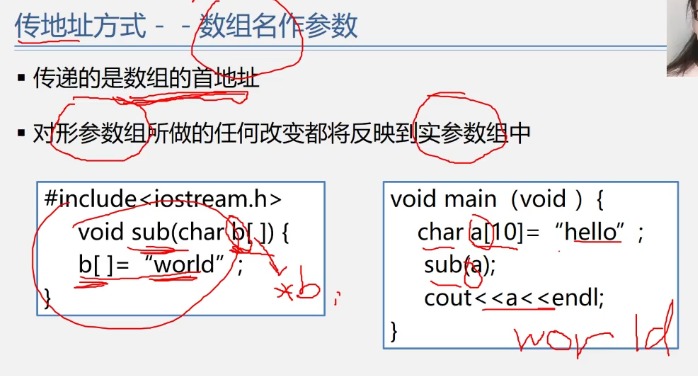 传地址方式－－数组名作参数
▪ 传递的是数组的首地址
▪ 对形参数组所做的任何改变都将反映到实参数组中
#include<iostream.h>
void sub(char b[ ]) {
b[ ]= “world”;
}
*b;
void main（void ）{
char a[10]= “hello”;
sub(a);
cout<<a<<endl;
}
world